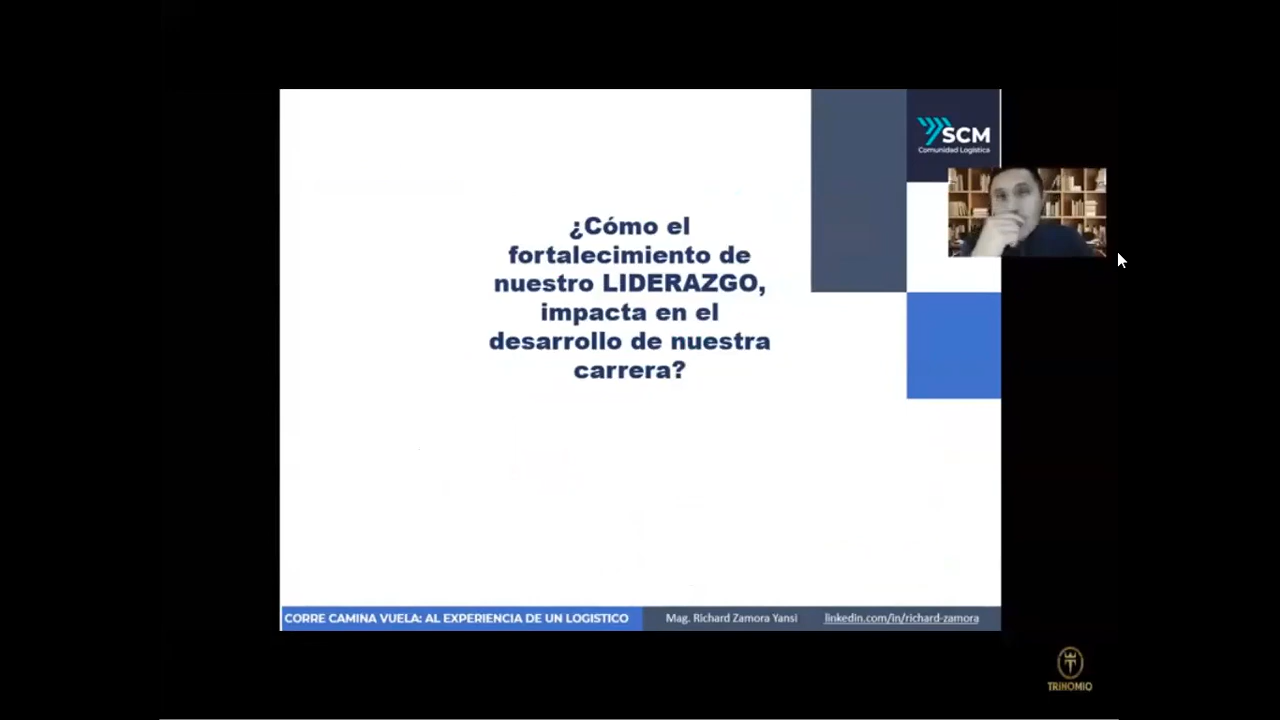 SCM
Comunidad Logística
¿Cómo el
fortalecimiento de
nuestro LIDERAZGO,
impacta en el
desarrollo de nuestra
carrera?
CORRE CAMINA VUELA: AL EXPERIENCIA DE UN LOGISTICO
Mag. Richard Zamora Yansi
linkedin.com/in/richard-zamora
TRINOMIO